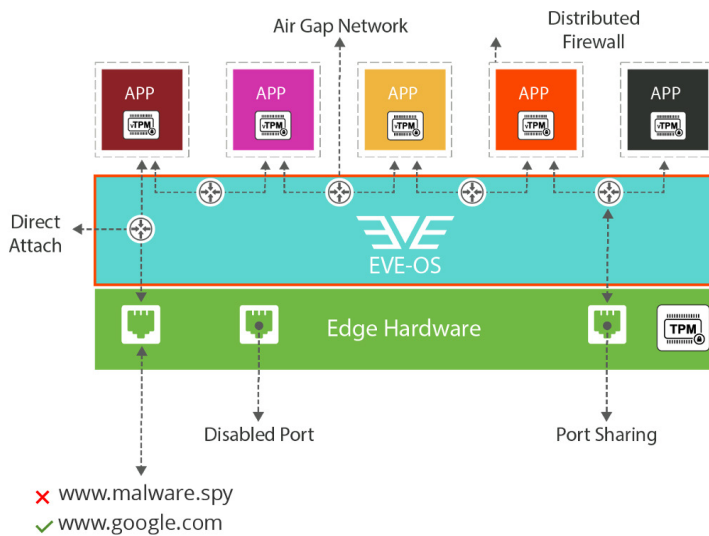 Air Gap Network
Distributed
Firewall
APP
vTPM
APP
vTPM
APP
vTPM
APP
vTPM
APP
vTPM
Direct
Attach
EVE-OS
Edge Hardware
TPM
Disabled Port
Port Sharing
www.malware.spy
www.google.com